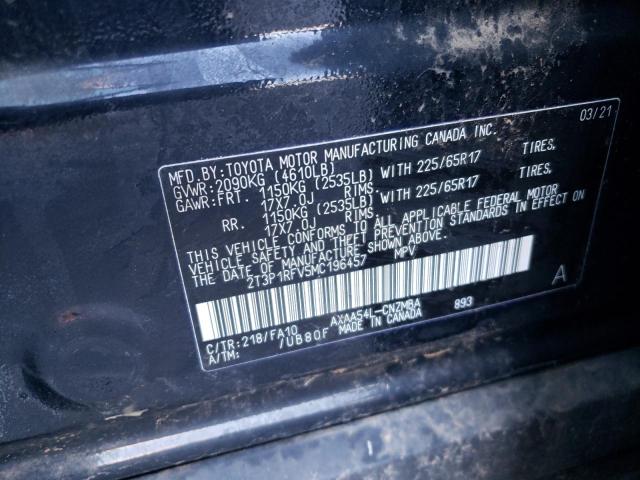 03/21
MFD.BY:TOYOTA MOTOR MANUFACTURING CANADA INC.
GVWR:2090KG (4610LB)
GAWR:FRT. 1150KG (2535LB) WITH 225/65R17 TIRES,
17X7.0J RIMS.
RR. 1150KG (2535LB) WITH 225/65R17 TIRES,
17X7.0J RIMS.
THIS VEHICLE CONFORMS TO ALL APPLICABLE FEDERAL MOTOR
VEHICLE SAFETY AND THEFT PREVENTION STANDARDS IN EFFECT ON
THE DATE OF MANUFACTURE SHOWN ABOVE.
2T3P1RFV5MC196457 MPV
A
C/TR:218/FA10 AXAA54L-CNZMBA 893
A/TM: /UB80F MADE IN CANADA